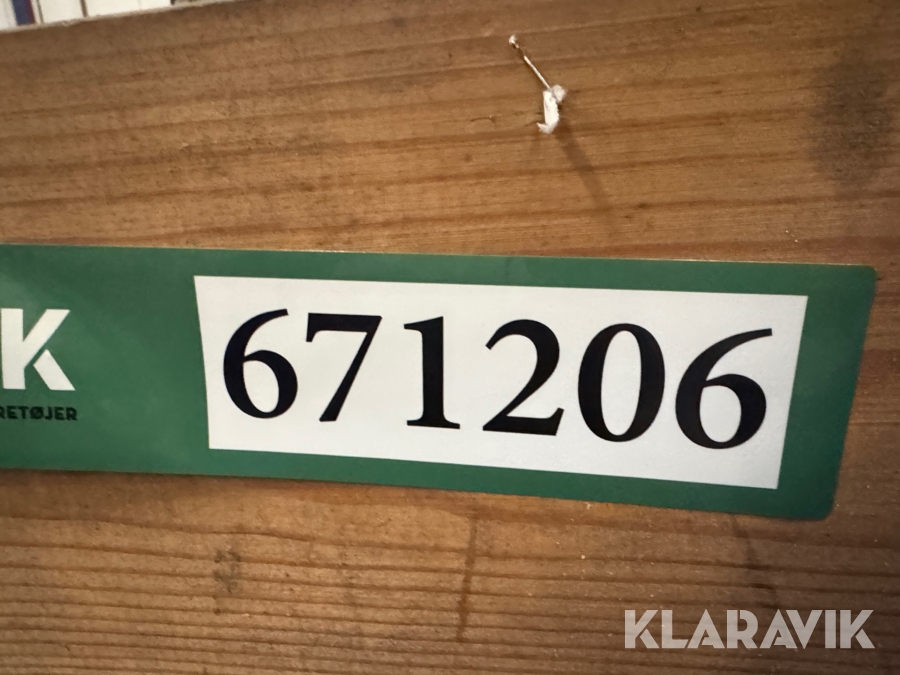 K
RETØJER
671206
KLARAVIK